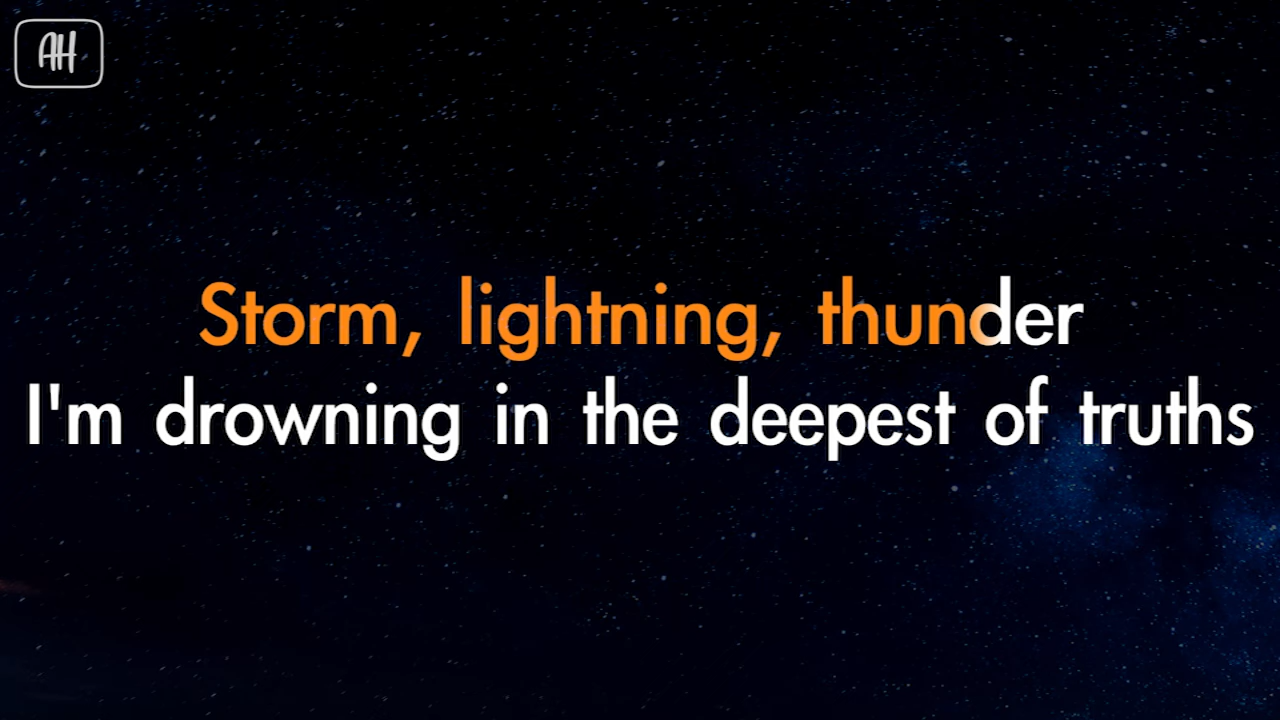 AH
Storm, lightning, thunder
I'm drowning in the deepest of truths